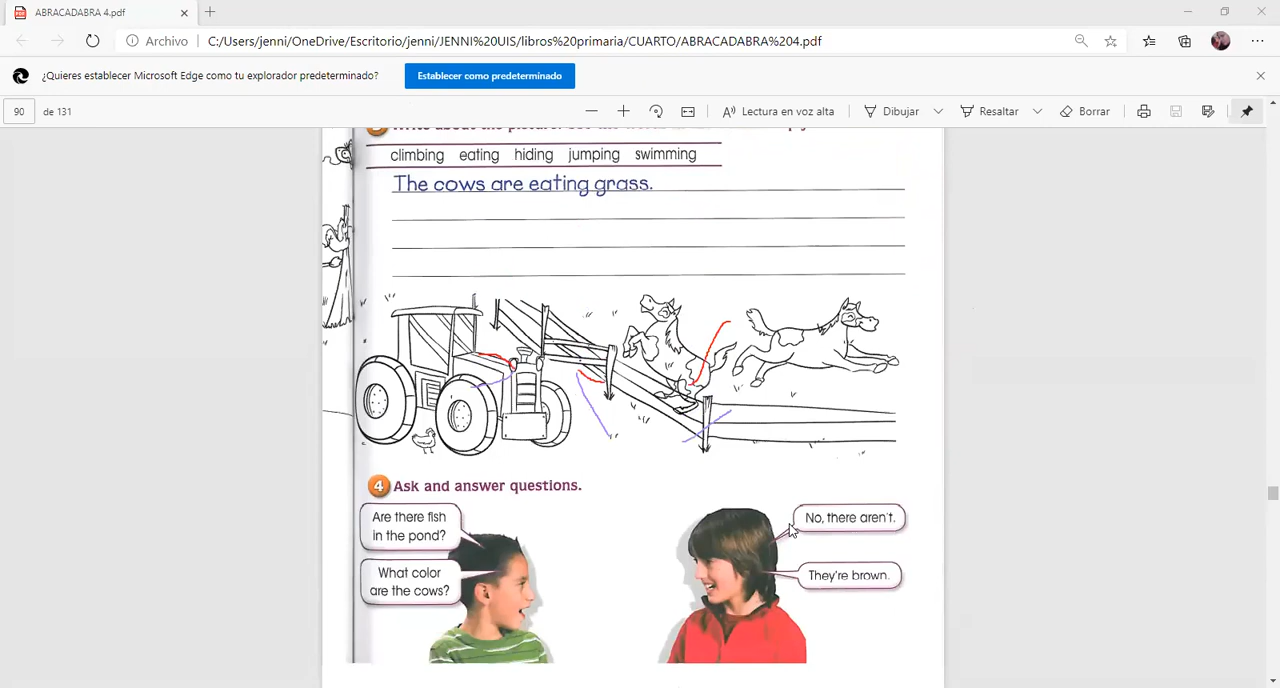 ABRACADABRA 4.pdf
Archivo
C:/Users/jenni/OneDrive/Escritorio/jenni/JENNI%20UIS/libros%20primaria/CUARTO/ABRACADABRA%204.pdf
¿Quieres establecer Microsoft Edge como tu explorador predeterminado?
Establecer como predeterminado
90 de 131
Lectura en voz alta
Dibujar
Resaltar
Borrar
climbing eating hiding jumping swimming
The cows are eating grass.
4 Ask and answer questions.
Are there fish
in the pond?
No, there aren't.
What color
are the cows?
They're brown.